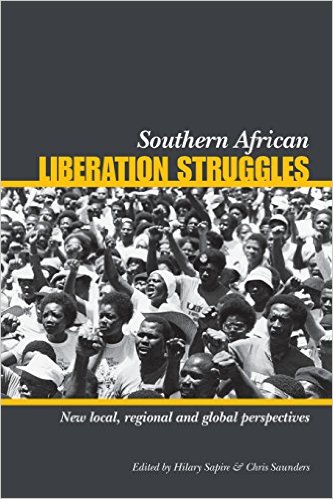 Southern African
LIBERATION STRUGGLES
New local, regional and global perspectives
Edited by Hilary Sapire & Chris Saunders